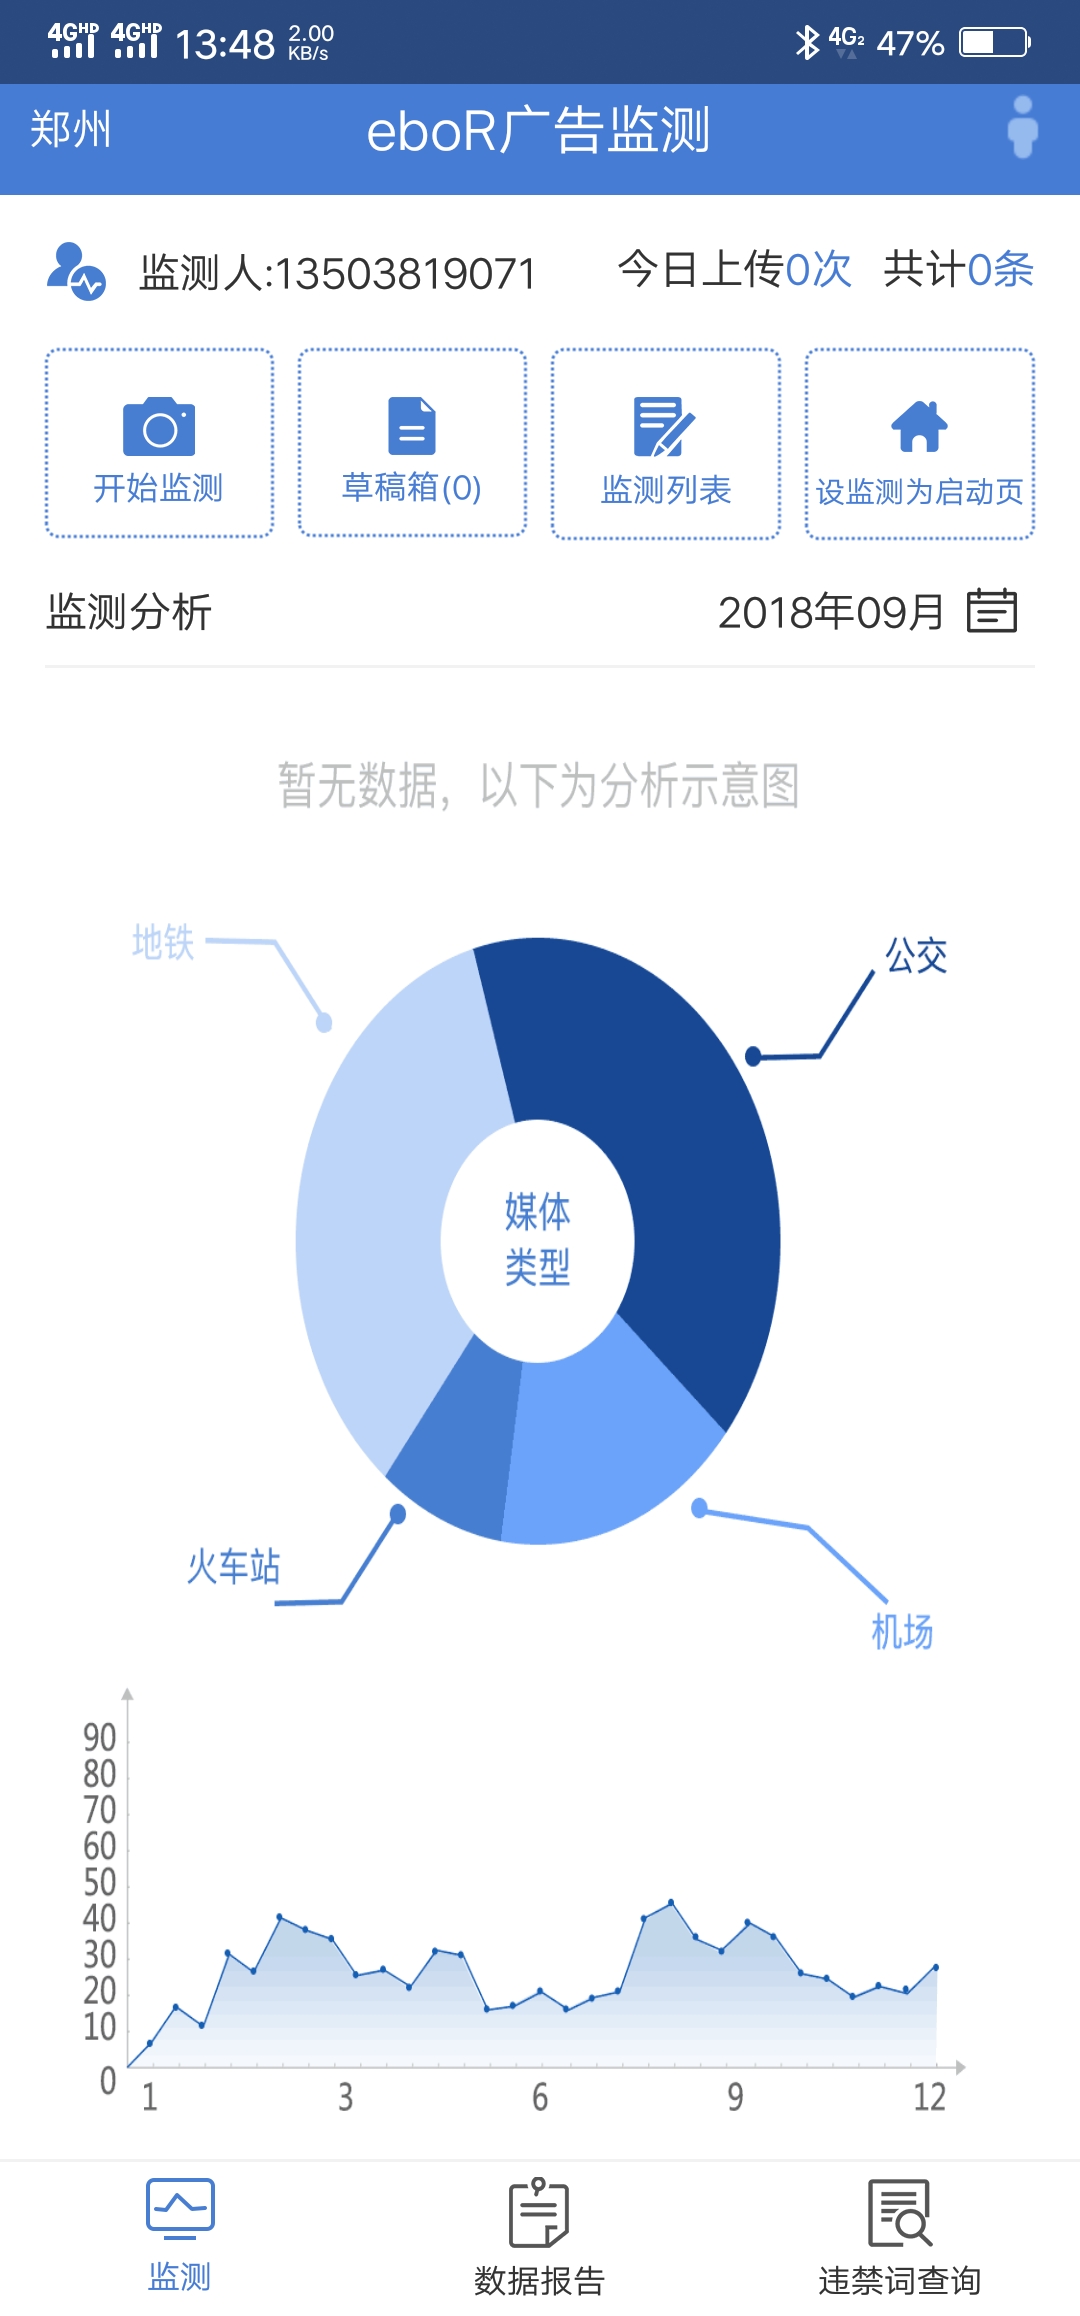 4GHD 4GHD 13:48 2.00 KB/s 4G2 47%
郑州 eboR广告监测
监测人:13503819071 今日上传0次 共计0条
开始监测 草稿箱(0) 监测列表 设监测为启动页
监测分析 2018年09月
暂无数据，以下为分析示意图
地铁 公交
媒体
类型
火车站
机场
90
80
70
60
50
40
30
20
10
0
1 3 6 9 12
监测 数据报告 违禁词查询